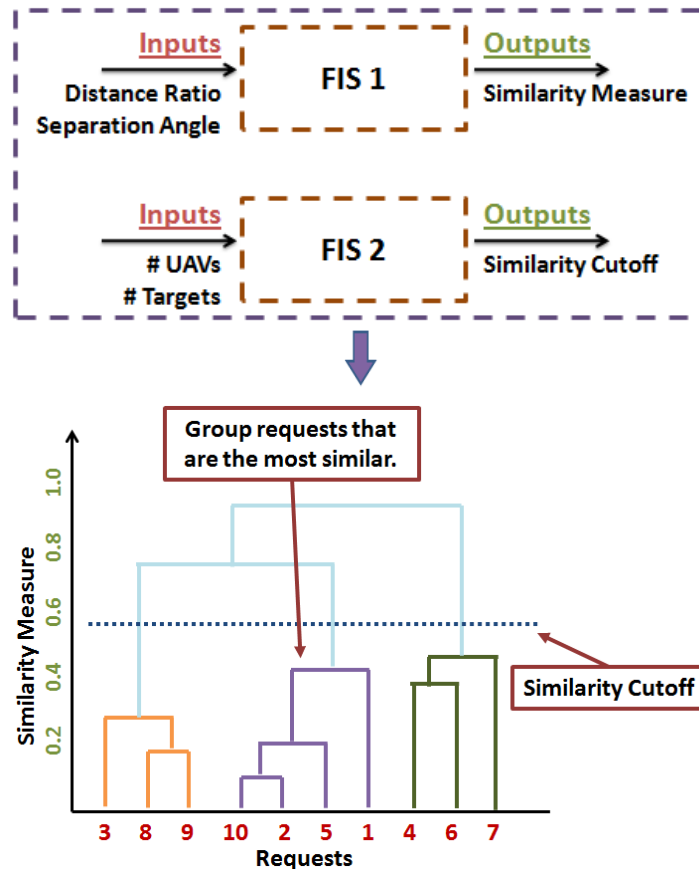 Inputs
Outputs
FIS 1
Distance Ratio
Separation Angle
Similarity Measure
Inputs
Outputs
FIS 2
# UAVs
# Targets
Similarity Cutoff
Group requests that
are the most similar.
Similarity Measure
1.0
0.8
0.6
0.4
0.2
Similarity Cutoff
3 8 9 10 2 5 1 4 6 7
Requests